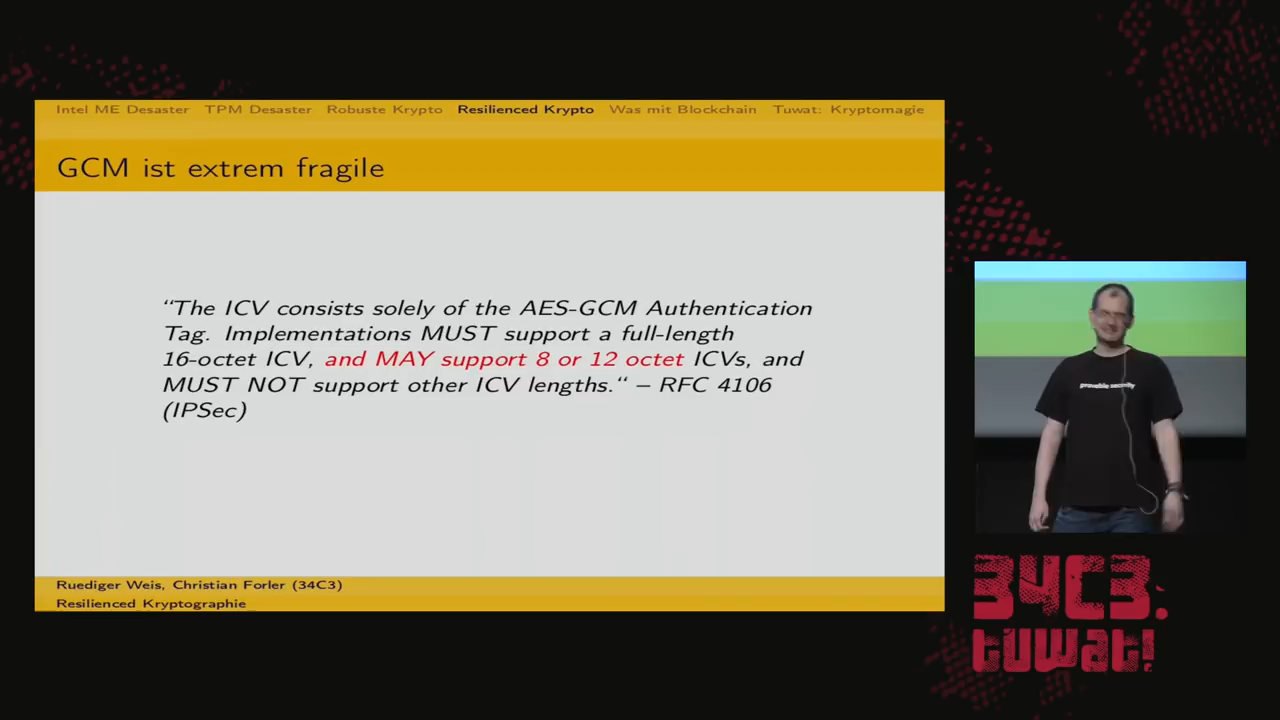 Intel ME Desaster TPM Desaster Robuste Krypto Resilienced Krypto Was mit Blockchain Tuwat: Kryptomagie
GCM ist extrem fragile
“The ICV consists solely of the AES-GCM Authentication
Tag. Implementations MUST support a full-length
16-octet ICV, and MAY support 8 or 12 octet ICVs, and
MUST NOT support other ICV lengths.“ – RFC 4106
(IPSec)
Ruediger Weis, Christian Forler (34C3)
Resilienced Kryptographie
provable security
34C3.
tuwat!